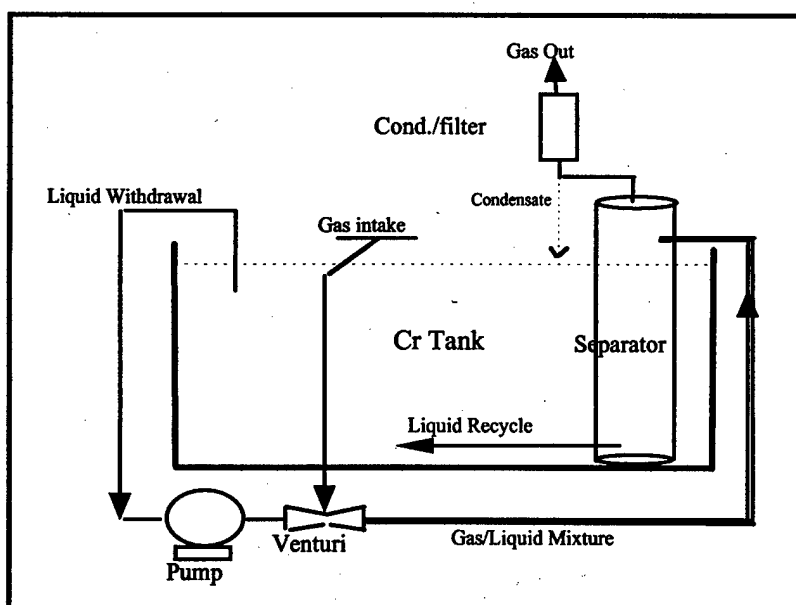 Gas Out
Cond./filter
Liquid Withdrawal
Condensate
Gas intake
Cr Tank
Separator
Liquid Recycle
Venturi
Gas/Liquid Mixture
Pump